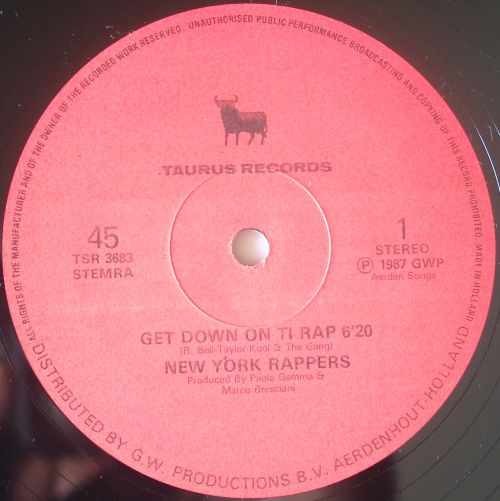 ALL RIGHTS OF THE MANUFACTUER AND OF THE OWNER OF THE RECORDED WORK RESERVED. UNAUTHORISED PUBLIC PERFORMANCE BROADCASTING AND COPYING OF THIS RECORD PROHIBITED. MADE IN HOLLAND
TAURUS RECORDS
45
TSR 3683
STEMRA
1
STEREO
Ⓟ 1987 GWP
Aerden Songs
GET DOWN ON TI RAP 6'20
(R. Bell-Taylor-Kool & The Gang)
NEW YORK RAPPERS
Produced By Paolo Gemma &
Marco Bresciani
DISTRIBUTED BY G.W. PRODUCTIONS B.V. AERDENHOUT-HOLLAND